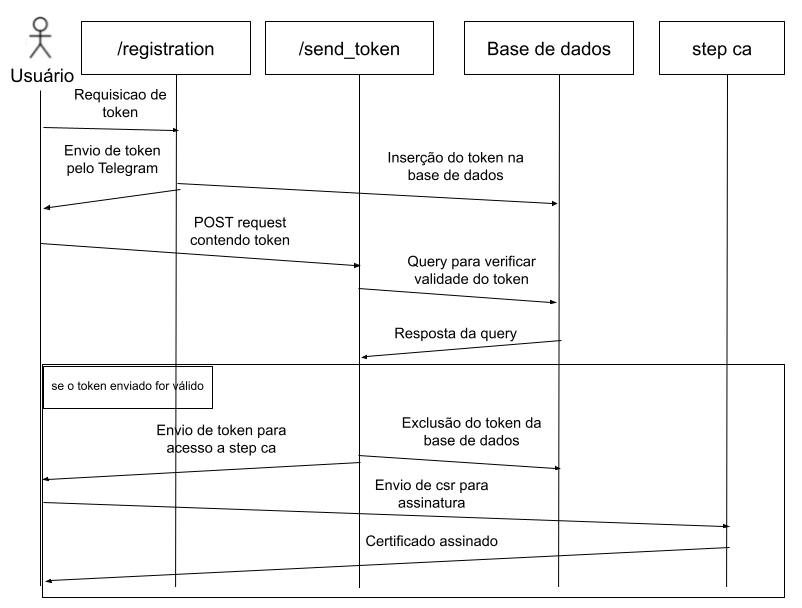 Usuário
/registration
/send_token
Base de dados
step ca
Requisicao de
token
Envio de token
pelo Telegram
Inserção do token na
base de dados
POST request
contendo token
Query para verificar
validade do token
Resposta da query
se o token enviado for válido
Envio de token para
acesso a step ca
Exclusão do token da
base de dados
Envio de csr para
assinatura
Certificado assinado